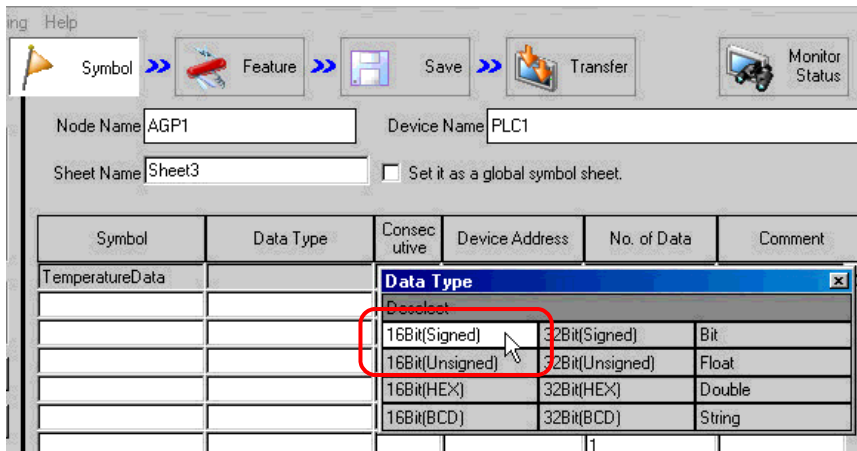 ing Help
Symbol Feature Save Transfer Monitor Status
Node Name AGP1 Device Name PLC1
Sheet Name Sheet3 Set it as a global symbol sheet.
Symbol Data Type Consec utive Device Address No. of Data Comment
TemperatureData
Data Type
Deselect
16Bit(Signed) 32Bit(Signed) Bit
16Bit(Unsigned) 32Bit(Unsigned) Float
16Bit(HEX) 32Bit(HEX) Double
16Bit(BCD) 32Bit(BCD) String
1